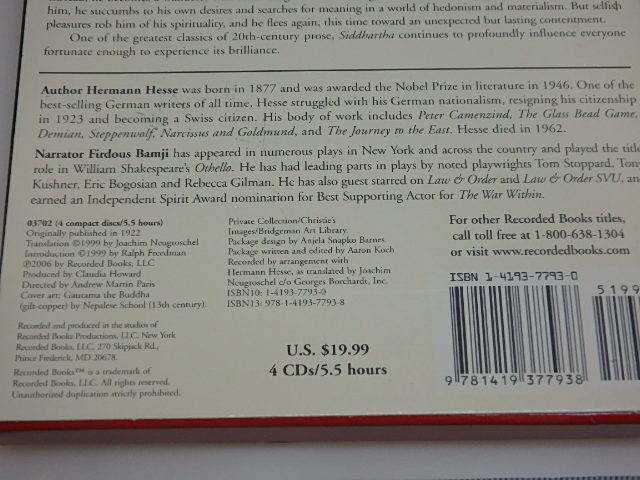 him, he succumbs to his own desires and searches for meaning in a world of hedonism and materialism. But selfish
pleasures rob him of his spirituality, and he flees again, this time toward an unexpected but lasting contentment.
One of the greatest classics of 20th-century prose, Siddhartha continues to profoundly influence everyone
fortunate enough to experience its brilliance.
Author Hermann Hesse was born in 1877 and was awarded the Nobel Prize in literature in 1946. One of the
best-selling German writers of all time, Hesse struggled with his German nationalism, resigning his citizenship
in 1923 and becoming a Swiss citizen. His body of work includes Peter Camenzind, The Glass Bead Game,
Demian, Steppenwolf, Narcissus and Goldmund, and The Journey to the East. Hesse died in 1962.
Narrator Firdous Bamji has appeared in numerous plays in New York and across the country and played the title
role in William Shakespeare's Othello. He has had leading parts in plays by noted playwrights Tom Stoppard, Tony
Kushner, Eric Bogosian and Rebecca Gilman. He has also guest starred on Law & Order and Law & Order SVU, and
earned an Independent Spirit Award nomination for Best Supporting Actor for The War Within.
03702 (4 compact discs/5.5 hours)
Originally published in 1922
Translation ©1999 by Joachim Neugroschel
Introduction ©1999 by Ralph Freedman
℗2006 by Recorded Books, LLC
Produced by Claudia Howard
Directed by Andrew Martin Paris
Cover art: Gautama the Buddha
(gilt-copper) by Nepalese School (13th century).
Private Collection/Christie's
Images/Bridgeman Art Library.
Package design by Anjela Snapko Barnes
Package written and edited by Aaron Koch
Recorded by arrangement with
Hermann Hesse, as translated by Joachim
Neugroschel c/o Georges Borchardt, Inc.
ISBN10: 1-4193-7793-0
ISBN13: 978-1-4193-7793-8
For other Recorded Books titles,
call toll free at 1-800-638-1304
or visit www.recordedbooks.com
ISBN 1-4193-7793-0
5199
9 781419 377938
Recorded and produced in the studios of
Recorded Books Productions, LLC, New York
Recorded Books, LLC, 270 Skipjack Rd.,
Prince Frederick, MD 20678.
Recorded Books™ is a trademark of
Recorded Books, LLC. All rights reserved.
Unauthorized duplication strictly prohibited.
U.S. $19.99
4 CDs/5.5 hours